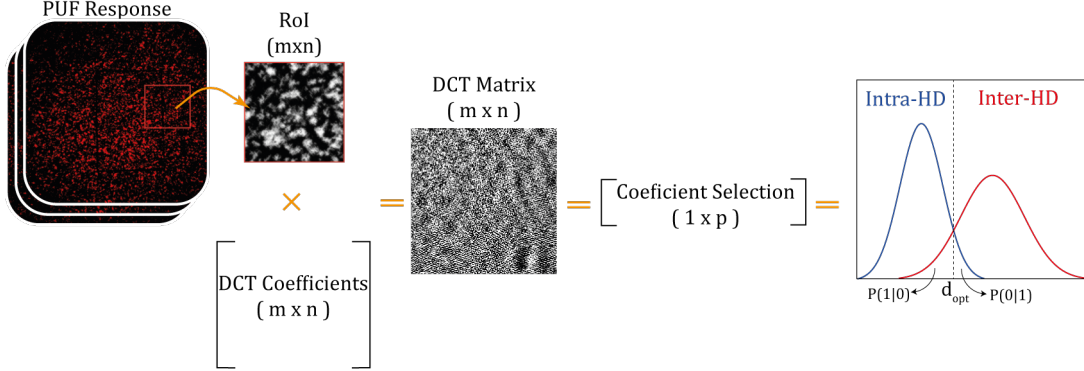 PUF Response
RoI
(mxn)
DCT Matrix
( m x n )
DCT Coefficients
( m x n )
Coeficient Selection
( 1 x p )
Intra-HD
Inter-HD
P(1|0)
d_opt
P(0|1)